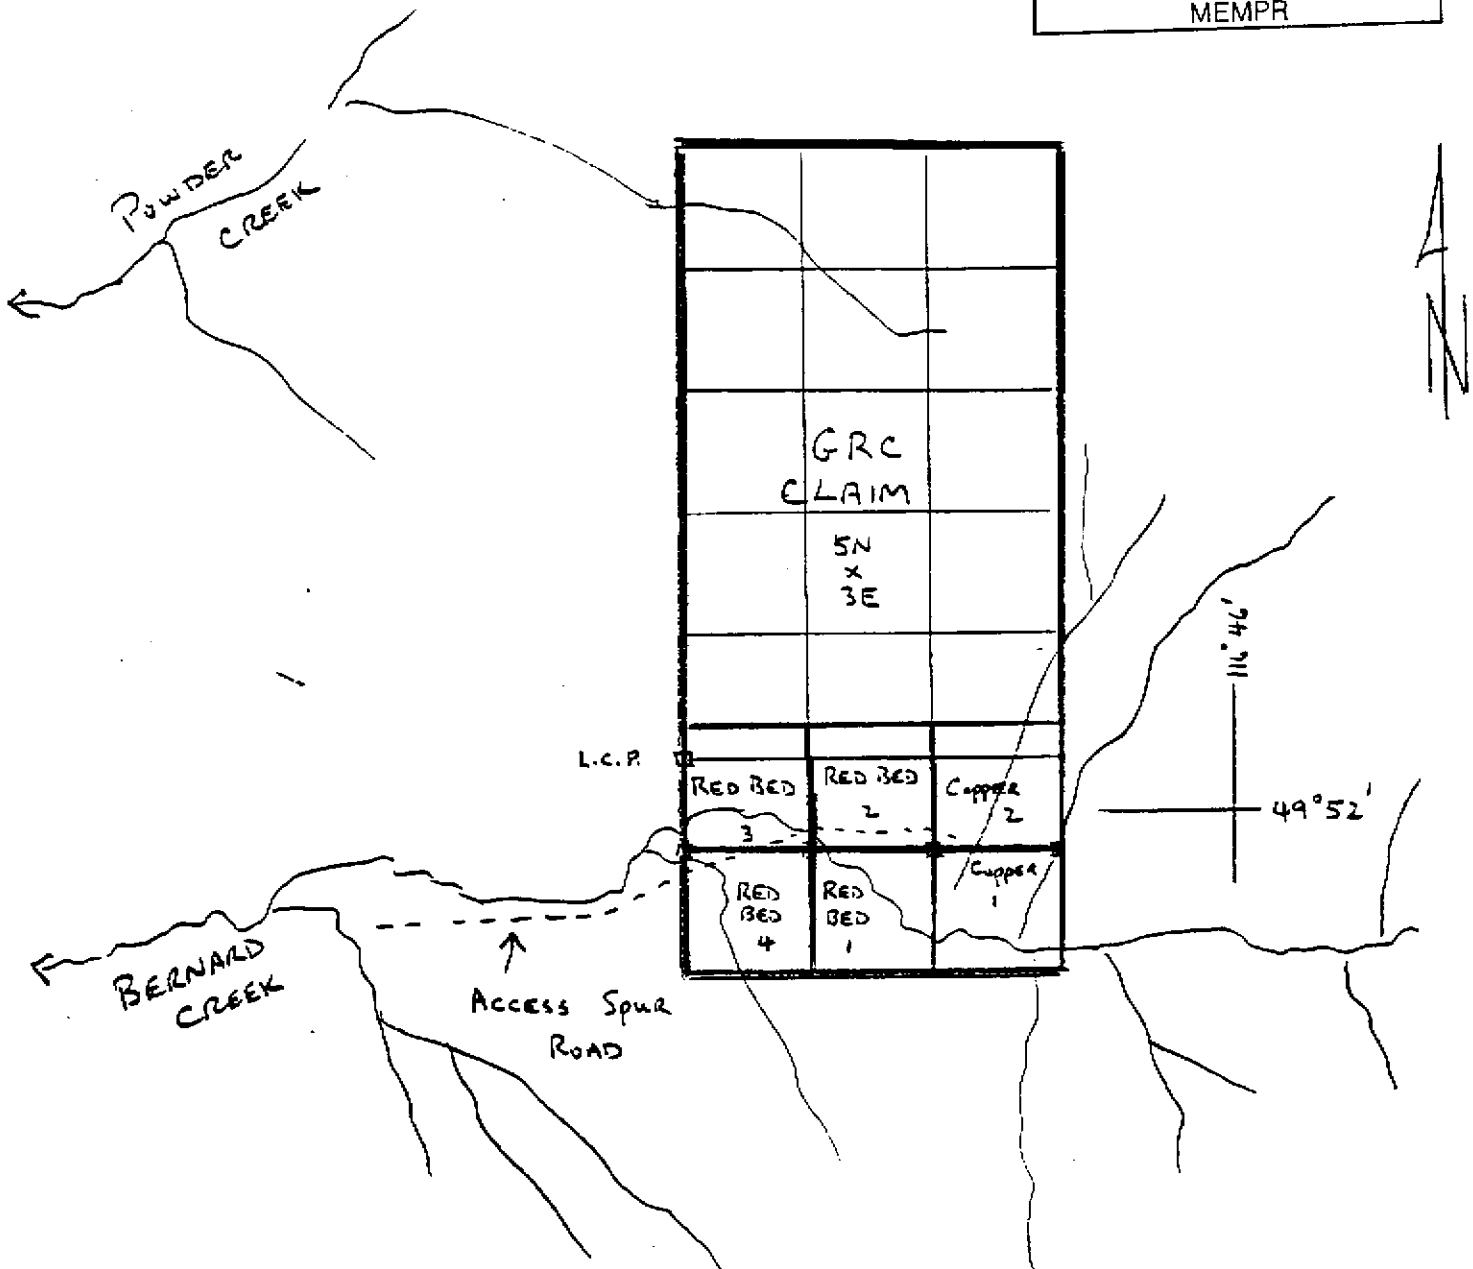 MEMPR
POWDER
CREEK
N
GRC
CLAIM
5N
x
3E
116°46'
L.C.P.
RED BED
3
RED BED
2
Copper
2
49°52'
RED
BED
4
RED
BED
1
Copper
1
BERNARD
CREEK
ACCESS SPUR
ROAD